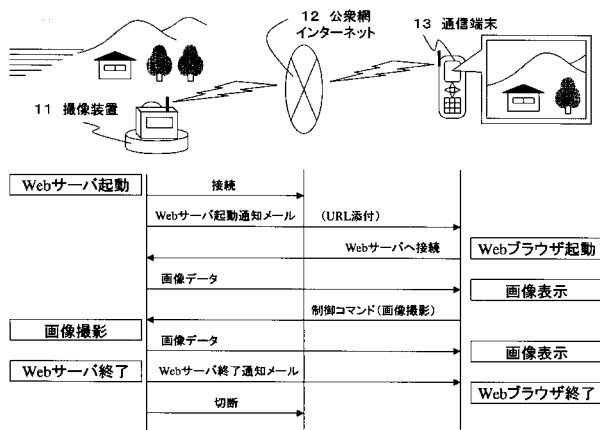 12 公衆網
インターネット
13 通信端末
11 撮像装置
Webサーバ起動
接続
Webサーバ起動通知メール (URL添付)
Webサーバへ接続
Webブラウザ起動
画像データ
画像表示
制御コマンド(画像撮影)
画像撮影
画像データ
画像表示
Webサーバ終了
Webサーバ終了通知メール
Webブラウザ終了
切断